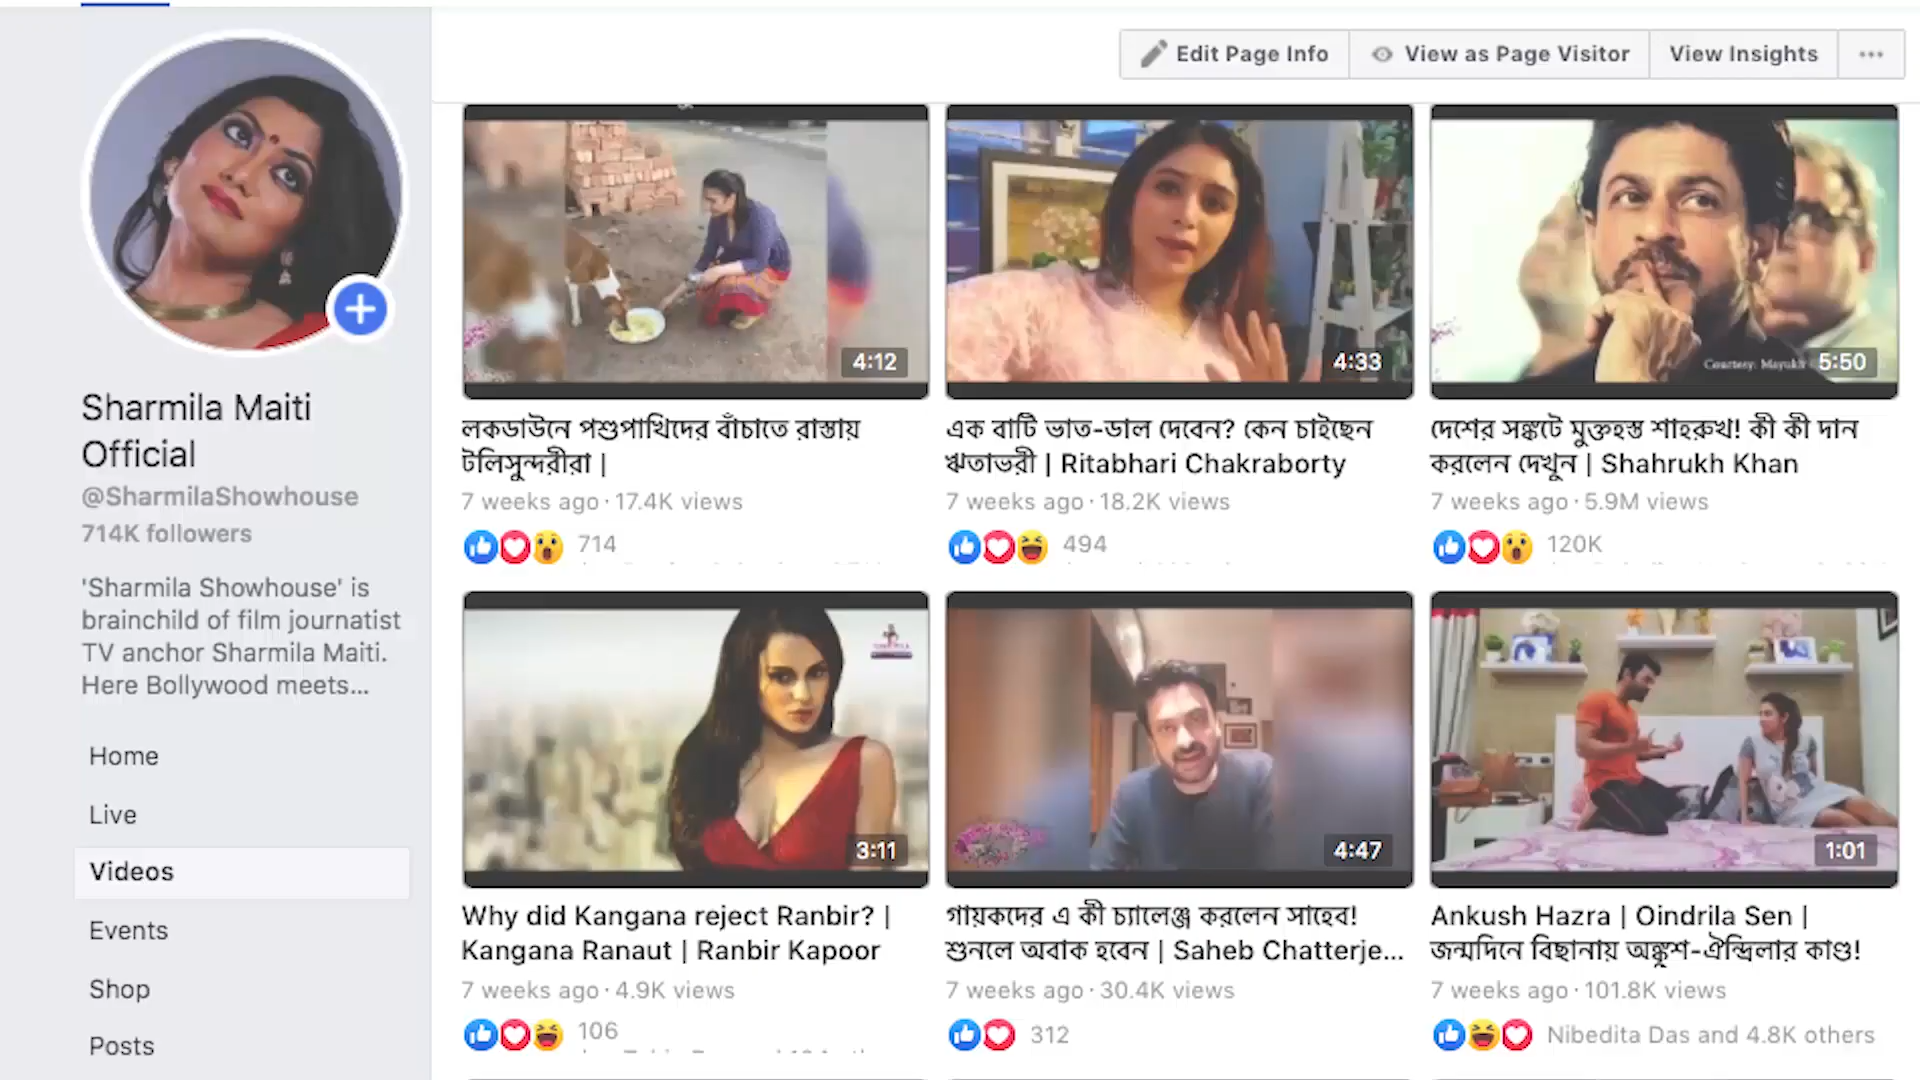 Edit Page Info
View as Page Visitor
View Insights
Sharmila Maiti
Official
@SharmilaShowhouse
714K followers
'Sharmila Showhouse' is
brainchild of film journatist
TV anchor Sharmila Maiti.
Here Bollywood meets...
Home
Live
Videos
Events
Shop
Posts
4:12
লকডাউনে পশুপাখিদের বাঁচাতে রাস্তায়
টলিসুন্দরীরা |
7 weeks ago · 17.4K views
714
4:33
এক বাটি ভাত-ডাল দেবেন? কেন চাইছেন
ঋতাভরী | Ritabhari Chakraborty
7 weeks ago · 18.2K views
494
Courtesy: Mayukh
5:50
দেশের সঙ্কটে মুক্তহস্ত শাহরুখ! কী কী দান
করলেন দেখুন | Shahrukh Khan
7 weeks ago · 5.9M views
120K
3:11
Why did Kangana reject Ranbir? |
Kangana Ranaut | Ranbir Kapoor
7 weeks ago · 4.9K views
106
4:47
গায়কদের এ কী চ্যালেঞ্জ করলেন সাহেব!
শুনলে অবাক হবেন | Saheb Chatterje...
7 weeks ago · 30.4K views
312
1:01
Ankush Hazra | Oindrila Sen |
জন্মদিনে বিছানায় অঙ্কুশ-ঐন্দ্রিলার কাণ্ড!
7 weeks ago · 101.8K views
Nibedita Das and 4.8K others